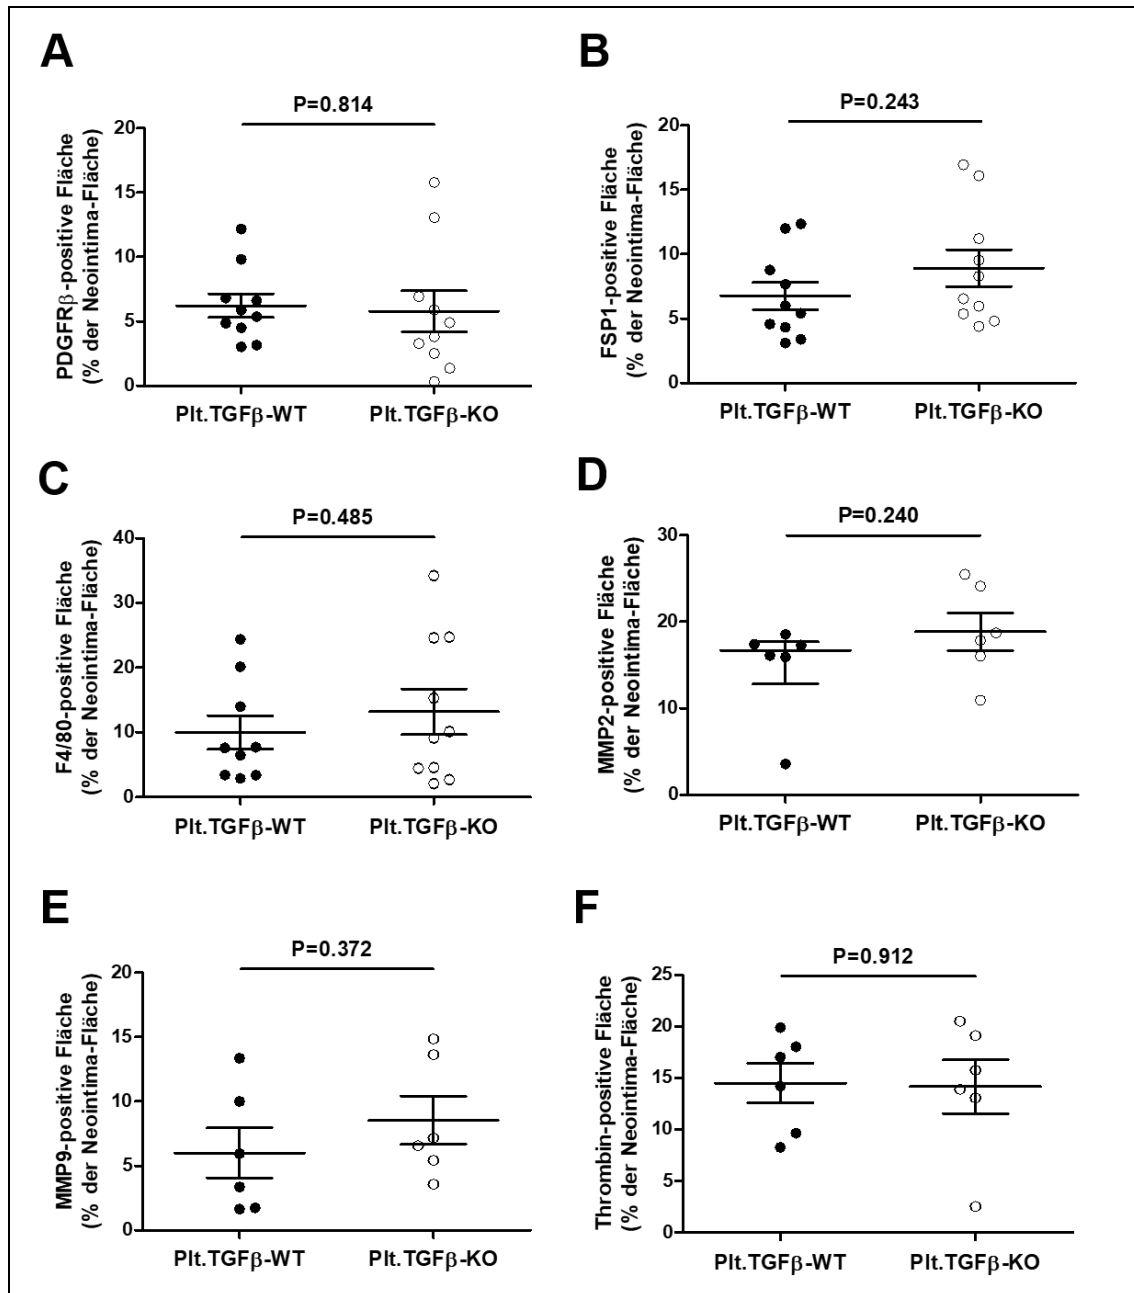 A
P=0.814
PDGFRβ-positive Fläche
(% der Neointima-Fläche)
20
15
10
5
0
Plt.TGFβ-WT
Plt.TGFβ-KO
B
P=0.243
FSP1-positive Fläche
(% der Neointima-Fläche)
20
15
10
5
0
Plt.TGFβ-WT
Plt.TGFβ-KO
C
P=0.485
F4/80-positive Fläche
(% der Neointima-Fläche)
40
30
20
10
0
Plt.TGFβ-WT
Plt.TGFβ-KO
D
P=0.240
MMP2-positive Fläche
(% der Neointima-Fläche)
30
20
10
0
Plt.TGFβ-WT
Plt.TGFβ-KO
E
P=0.372
MMP9-positive Fläche
(% der Neointima-Fläche)
20
15
10
5
0
Plt.TGFβ-WT
Plt.TGFβ-KO
F
P=0.912
Thrombin-positive Fläche
(% der Neointima-Fläche)
25
20
15
10
5
0
Plt.TGFβ-WT
Plt.TGFβ-KO